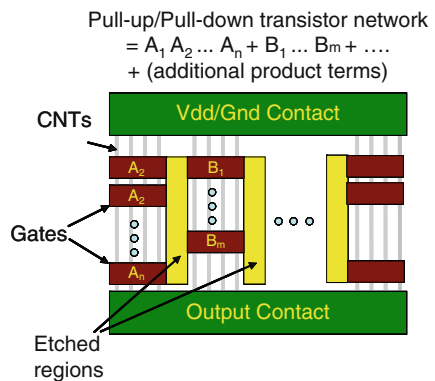 Pull-up/Pull-down transistor network
= A1 A2 ... An + B1 ... Bm + ....
+ (additional product terms)
CNTs
Vdd/Gnd Contact
A2
B1
A2
Gates
Bm
An
Output Contact
Etched
regions